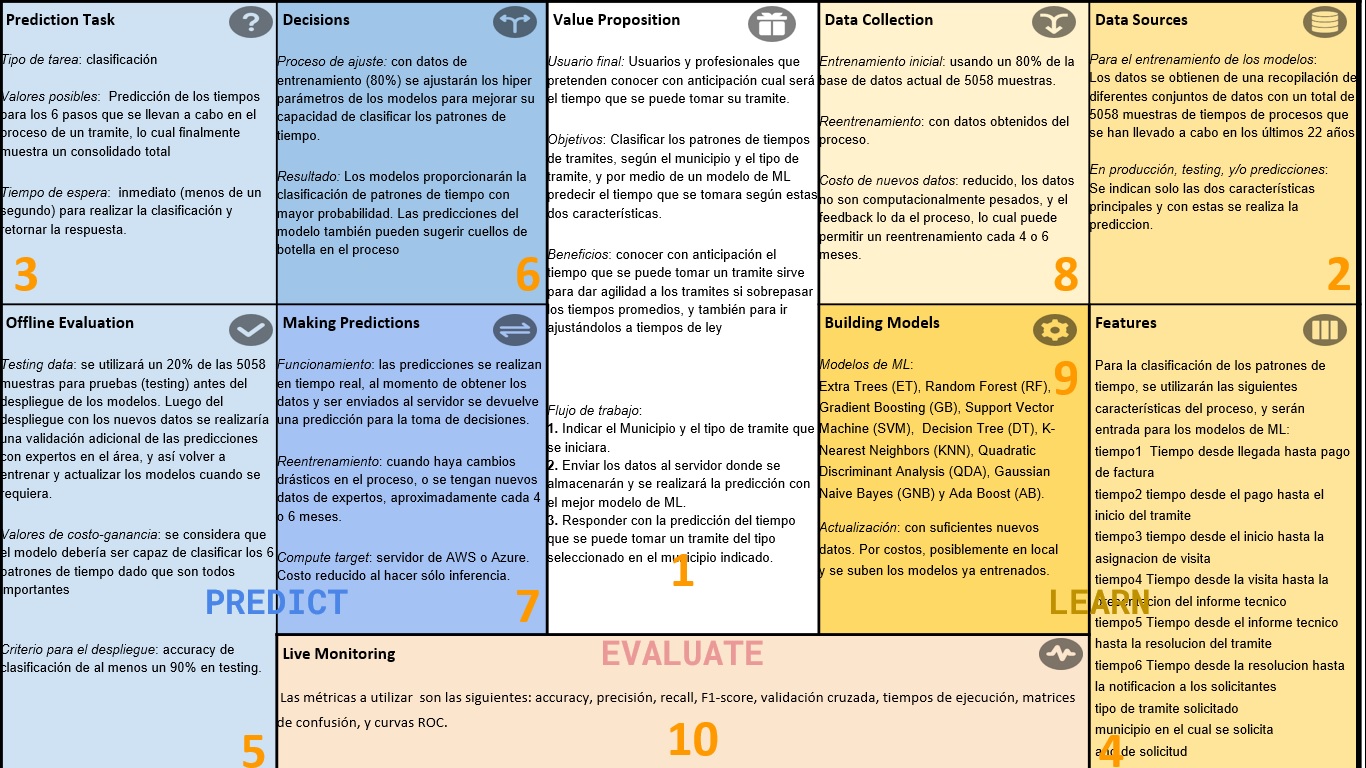 Prediction Task
Tipo de tarea: clasificación
Valores posibles: Predicción de los tiempos
para los 6 pasos que se llevan a cabo en el
proceso de un tramite, lo cual finalmente
muestra un consolidado total
Tiempo de espera: inmediato (menos de un
segundo) para realizar la clasificación y
retornar la respuesta.
3
Decisions
Proceso de ajuste: con datos de
entrenamiento (80%) se ajustarán los hiper
parámetros de los modelos para mejorar su
capacidad de clasificar los patrones de
tiempo.
Resultado: Los modelos proporcionarán la
clasificación de patrones de tiempo con
mayor probabilidad. Las predicciones del
modelo también pueden sugerir cuellos de
botella en el proceso
6
Value Proposition
Usuario final: Usuarios y profesionales que
pretenden conocer con anticipación cual será
el tiempo que se puede tomar su tramite.
Objetivos: Clasificar los patrones de tiempos
de tramites, según el municipio y el tipo de
tramite, y por medio de un modelo de ML
predecir el tiempo que se tomara según estas
dos características.
Beneficios: conocer con anticipación el
tiempo que se puede tomar un tramite sirve
para dar agilidad a los tramites si sobrepasar
los tiempos promedios, y también para ir
ajustándolos a tiempos de ley
Flujo de trabajo:
1. Indicar el Municipio y el tipo de tramite que
se iniciara.
2. Enviar los datos al servidor donde se
almacenarán y se realizará la predicción con
el mejor modelo de ML.
3. Responder con la predicción del tiempo
que se puede tomar un tramite del tipo
seleccionado en el municipio indicado.
1
Data Collection
Entrenamiento inicial: usando un 80% de la
base de datos actual de 5058 muestras.
Reentrenamiento: con datos obtenidos del
proceso.
Costo de nuevos datos: reducido, los datos
no son computacionalmente pesados, y el
feedback lo da el proceso, lo cual puede
permitir un reentrenamiento cada 4 o 6
meses.
8
Data Sources
Para el entrenamiento de los modelos:
Los datos se obtienen de una recopilación de
diferentes conjuntos de datos con un total de
5058 muestras de tiempos de procesos que
se han llevado a cabo en los últimos 22 años
En producción, testing, y/o predicciones:
Se indican solo las dos características
principales y con estas se realiza la
prediccion.
2
Offline Evaluation
Testing data: se utilizará un 20% de las 5058
muestras para pruebas (testing) antes del
despliegue de los modelos. Luego del
despliegue con los nuevos datos se realizaría
una validación adicional de las predicciones
con expertos en el área, y así volver a
entrenar y actualizar los modelos cuando se
requiera.
Valores de costo-ganancia: se considera que
el modelo debería ser capaz de clasificar los 6
patrones de tiempo dado que son todos
importantes
Criterio para el despliegue: accuracy de
clasificación de al menos un 90% en testing.
5
PREDICT
Making Predictions
Funcionamiento: las predicciones se realizan
en tiempo real, al momento de obtener los
datos y ser enviados al servidor se devuelve
una predicción para la toma de decisiones.
Reentrenamiento: cuando haya cambios
drásticos en el proceso, o se tengan nuevos
datos de expertos, aproximadamente cada 4
o 6 meses.
Compute target: servidor de AWS o Azure.
Costo reducido al hacer sólo inferencia.
7
Building Models
Modelos de ML:
9
Extra Trees (ET), Random Forest (RF),
Gradient Boosting (GB), Support Vector
Machine (SVM), Decision Tree (DT), K-
Nearest Neighbors (KNN), Quadratic
Discriminant Analysis (QDA), Gaussian
Naive Bayes (GNB) y Ada Boost (AB).
Actualización: con suficientes nuevos
datos. Por costos, posiblemente en local
y se suben los modelos ya entrenados.
LEARN
Features
Para la clasificación de los patrones de
tiempo, se utilizarán las siguientes
características del proceso, y serán
entrada para los modelos de ML:
tiempo1 Tiempo desde llegada hasta pago
de factura
tiempo2 tiempo desde el pago hasta el
inicio del tramite
tiempo3 tiempo desde el inicio hasta la
asignacion de visita
tiempo4 Tiempo desde la visita hasta la
presentacion del informe tecnico
tiempo5 Tiempo desde el informe tecnico
hasta la resolucion del tramite
tiempo6 Tiempo desde la resolucion hasta
la notificacion a los solicitantes
tipo de tramite solicitado
municipio en el cual se solicita
año de solicitud
4
Live Monitoring
EVALUATE
Las métricas a utilizar son las siguientes: accuracy, precisión, recall, F1-score, validación cruzada, tiempos de ejecución, matrices
de confusión, y curvas ROC.
10